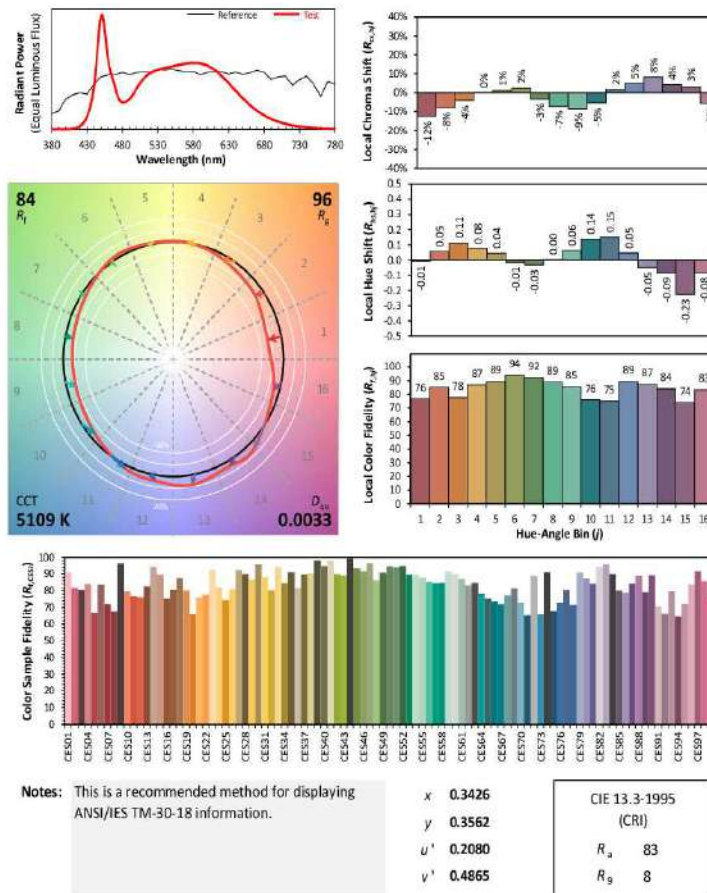 Radiant Power
(Equal Luminous Flux)
Reference
Test
380 430 480 530 580 630 680 730 780
Wavelength (nm)
Local Chroma Shift (Rcs,hj)
40%
30%
20%
10%
0%
-10%
-20%
-30%
-40%
-12% -8% -4% 0% 1% 2% -3% -7% -9% -5% 2% 5% 8% 4% 3%
84
Rf
96
Rg
1
2
3
4
5
6
7
8
9
10
11
12
13
14
15
16
20%
CCT
5109 K
0.0033
Local Hue Shift (Rhs,hj)
0.5
0.4
0.3
0.2
0.1
0.0
-0.1
-0.2
-0.3
-0.4
-0.5
-0.01 0.05 0.11 0.08 0.04 -0.01 -0.03 0.00 0.06 0.14 0.15 0.05 -0.05 -0.09 -0.23 -0.08
Local Color Fidelity (Rf,hj)
100
90
80
70
60
50
40
30
20
10
0
76 85 78 87 89 94 92 89 85 76 75 89 87 84 74 83
1 2 3 4 5 6 7 8 9 10 11 12 13 14 15 16
Hue-Angle Bin (j)
Color Sample Fidelity (Rf,CESi)
100
90
80
70
60
50
40
30
20
10
0
CES01 CES04 CES07 CES10 CES13 CES16 CES19 CES22 CES25 CES28 CES31 CES34 CES37 CES40 CES43 CES46 CES49 CES52 CES55 CES58 CES61 CES64 CES67 CES70 CES73 CES76 CES79 CES82 CES85 CES88 CES91 CES94 CES97
Notes: This is a recommended method for displaying
ANSI/IES TM-30-18 information.
x 0.3426
y 0.3562
u' 0.2080
v' 0.4865
CIE 13.3-1995
(CRI)
Ra 83
R9 8